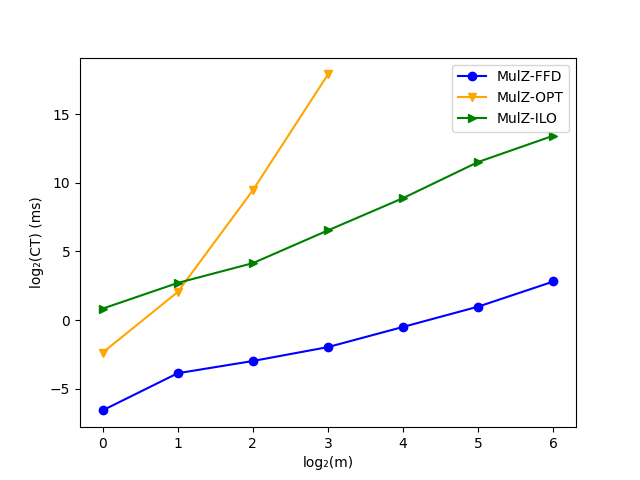 MulZ-FFD
MulZ-OPT
MulZ-ILO
15
10
5
0
−5
log₂(CT) (ms)
0 1 2 3 4 5 6
log₂(m)